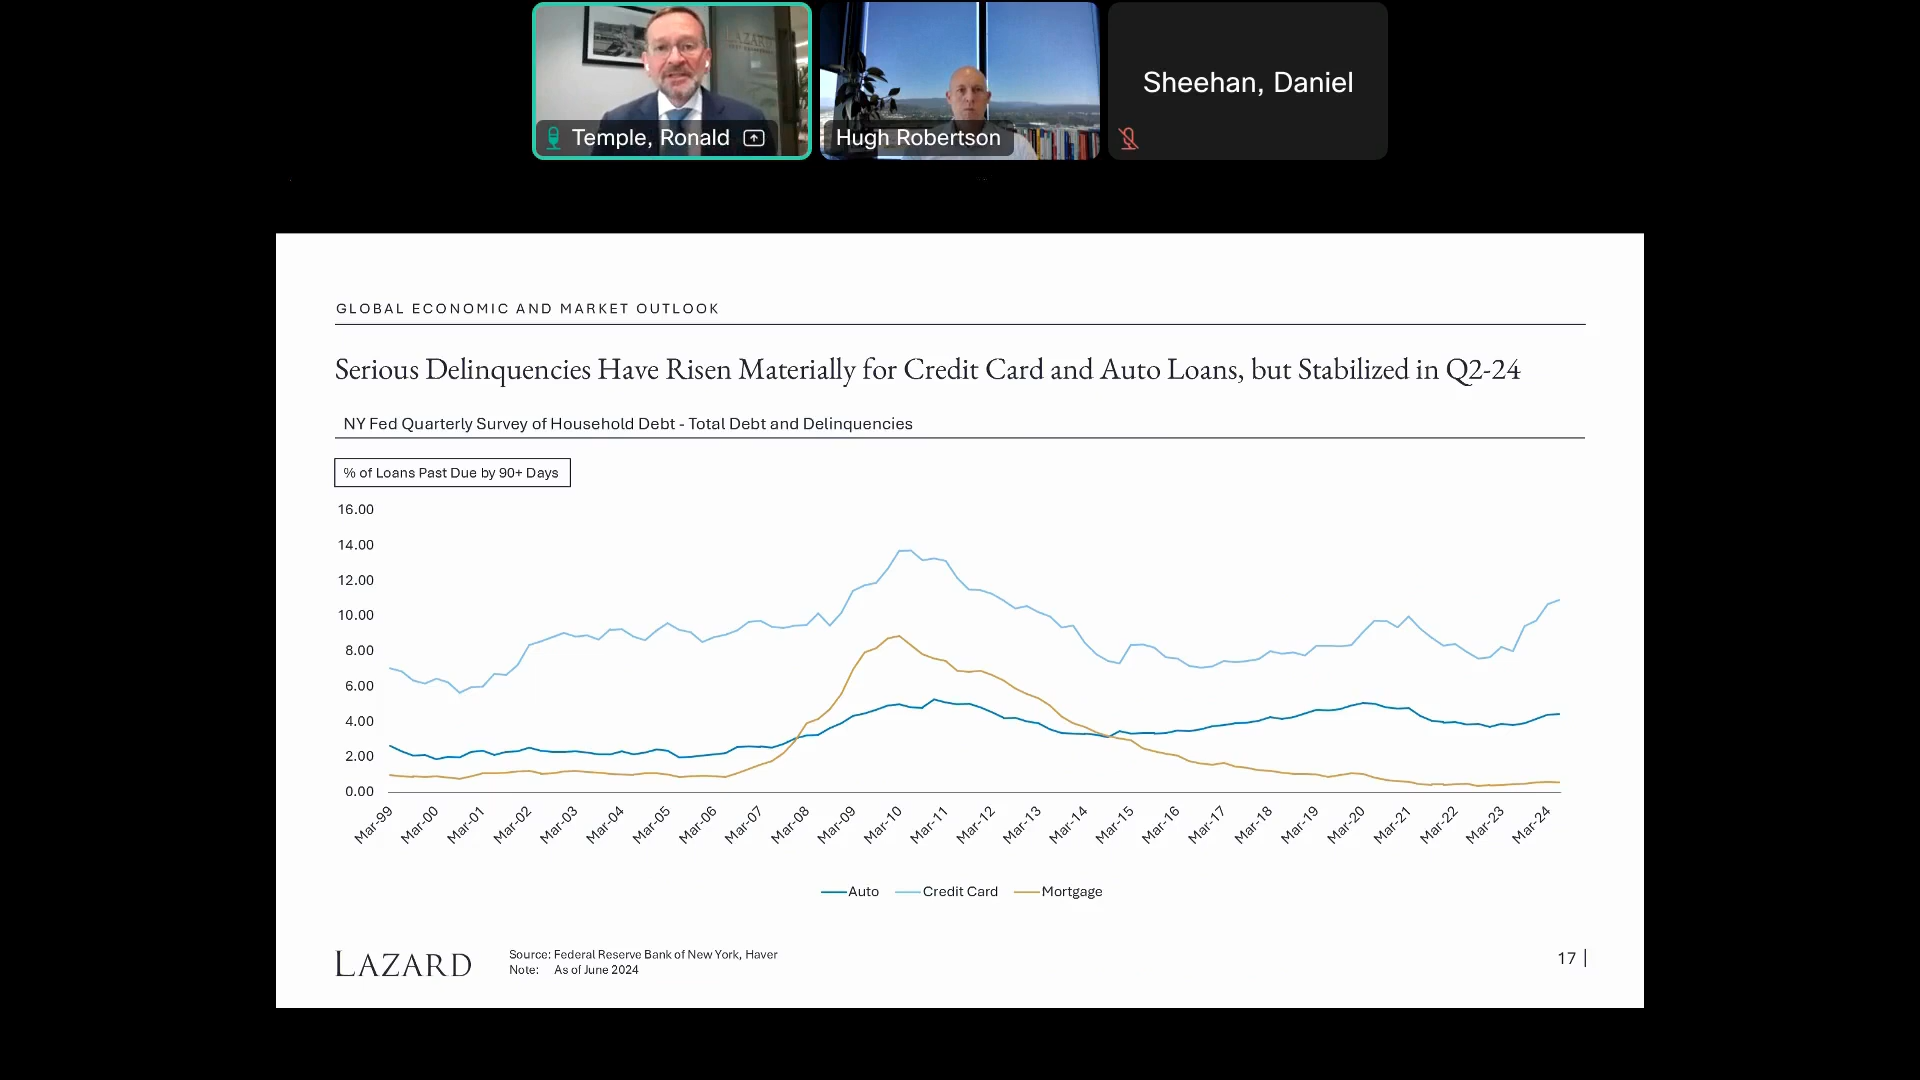 LAZARD
Temple, Ronald
Hugh Robertson
Sheehan, Daniel
GLOBAL ECONOMIC AND MARKET OUTLOOK
Serious Delinquencies Have Risen Materially for Credit Card and Auto Loans, but Stabilized in Q2-24
NY Fed Quarterly Survey of Household Debt - Total Debt and Delinquencies
% of Loans Past Due by 90+ Days
16.00
14.00
12.00
10.00
8.00
6.00
4.00
2.00
0.00
Mar-99
Mar-00
Mar-01
Mar-02
Mar-03
Mar-04
Mar-05
Mar-06
Mar-07
Mar-08
Mar-09
Mar-10
Mar-11
Mar-12
Mar-13
Mar-14
Mar-15
Mar-16
Mar-17
Mar-18
Mar-19
Mar-20
Mar-21
Mar-22
Mar-23
Mar-24
Auto
Credit Card
Mortgage
LAZARD
Source: Federal Reserve Bank of New York, Haver
Note: As of June 2024
17 |